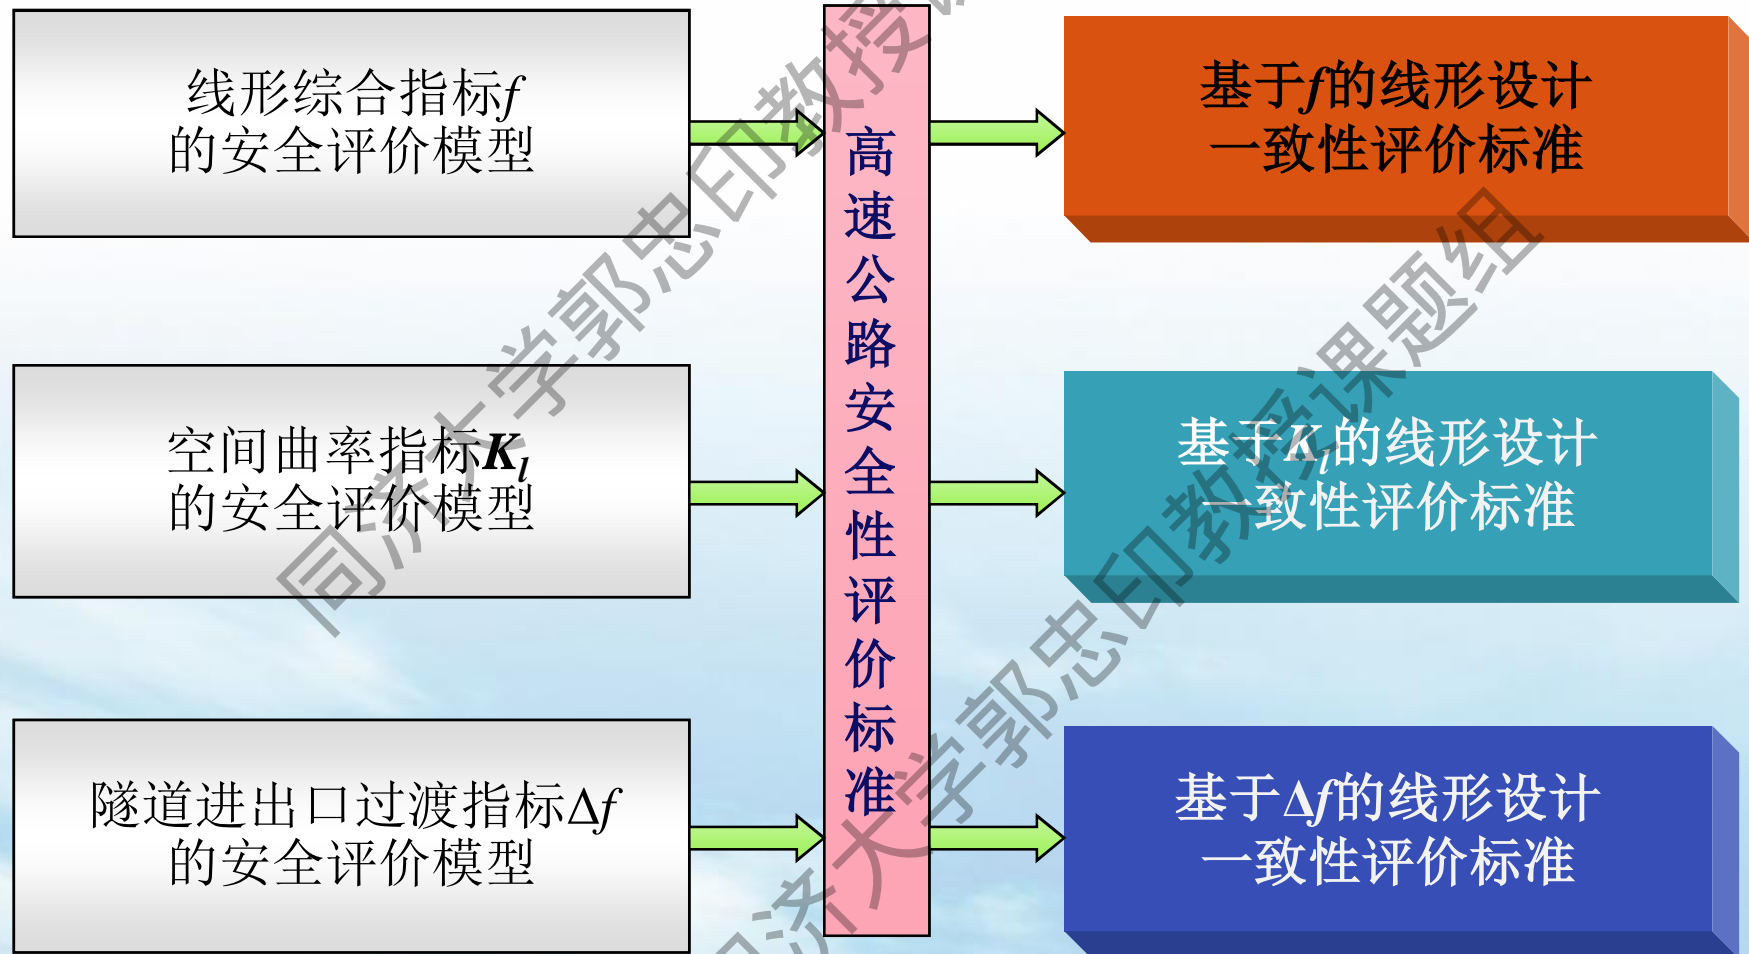 线形综合指标f
的安全评价模型
空间曲率指标K_l
的安全评价模型
隧道进出口过渡指标Δf
的安全评价模型
高速公路安全性评价标准
基于f的线形设计
一致性评价标准
基于K_l的线形设计
一致性评价标准
基于Δf的线形设计
一致性评价标准
同济大学郭忠印教授课
同济大学郭忠印教授课题组